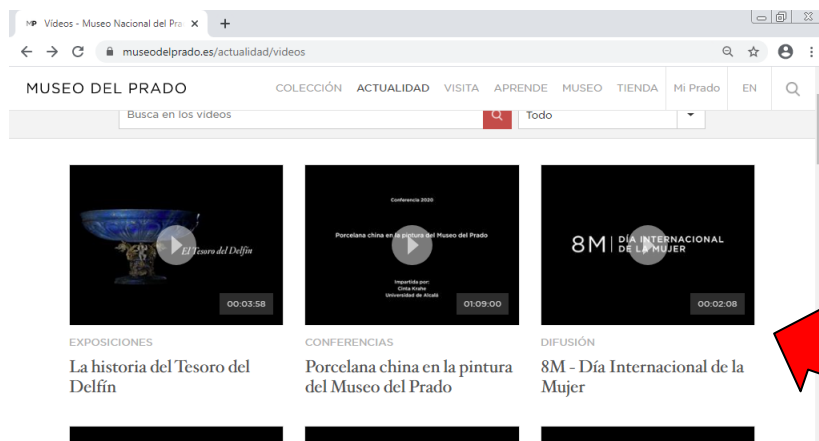 MP Vídeos - Museo Nacional del Pra
museodelprado.es/actualidad/videos
MUSEO DEL PRADO COLECCIÓN ACTUALIDAD VISITA APRENDE MUSEO TIENDA Mi Prado EN
Busca en los vídeos Todo
El Tesoro del Delfín
00:03:58
Conferencia 2020
Porcelana china en la pintura del Museo del Prado
Impartida por:
Cinta Krahe
Universidad de Alcalá
01:09:00
8M DÍA INTERNACIONAL
DE LA MUJER
00:02:08
EXPOSICIONES CONFERENCIAS DIFUSIÓN
La historia del Tesoro del
Delfín
Porcelana china en la pintura
del Museo del Prado
8M - Día Internacional de la
Mujer